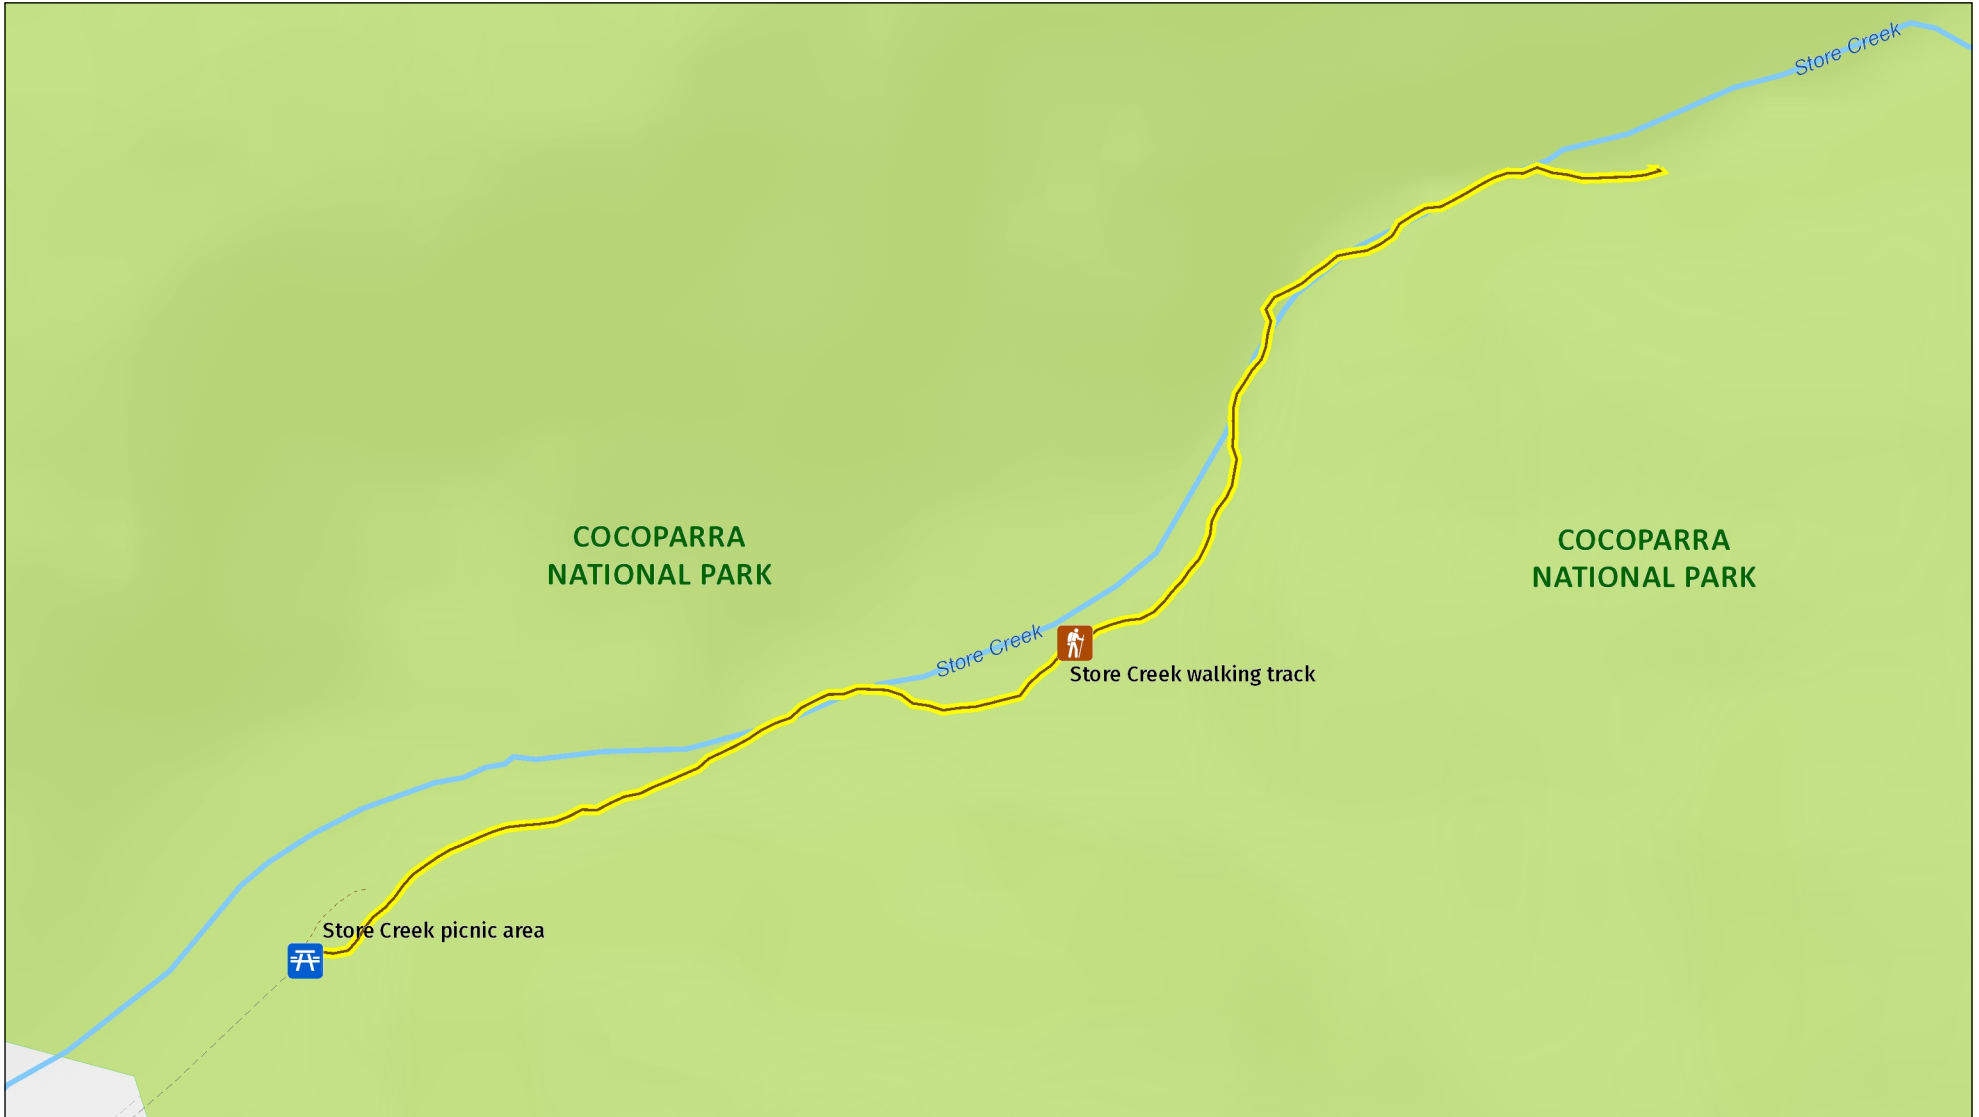 Store Creek
COCOPARRA
NATIONAL PARK
COCOPARRA
NATIONAL PARK
Store Creek
Store Creek walking track
Store Creek picnic area